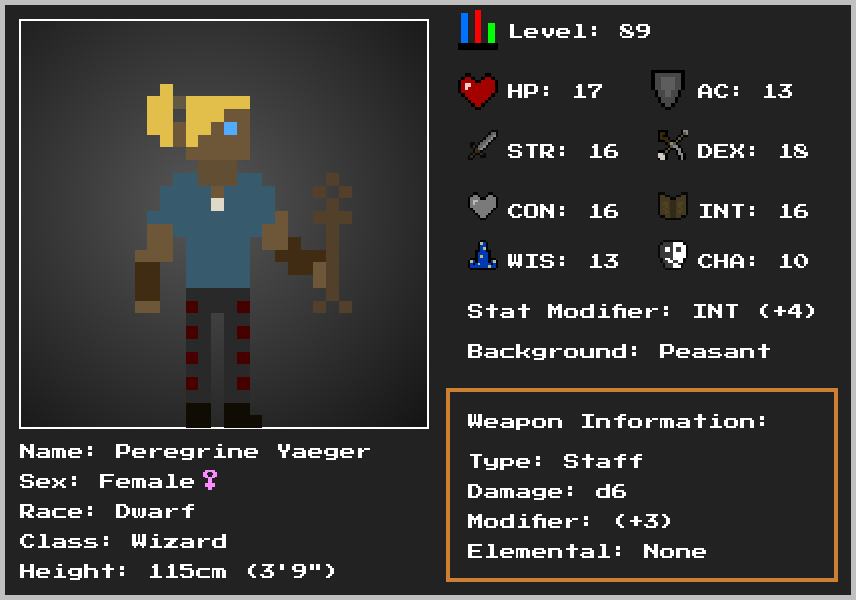 Level: 89
HP: 17
AC: 13
STR: 16
DEX: 18
CON: 16
INT: 16
WIS: 13
CHA: 10
Stat Modifier: INT (+4)
Background: Peasant
Weapon Information:
Type: Staff
Damage: d6
Modifier: (+3)
Elemental: None
Name: Peregrine Yaeger
Sex: Female♀
Race: Dwarf
Class: Wizard
Height: 115cm (3'9")